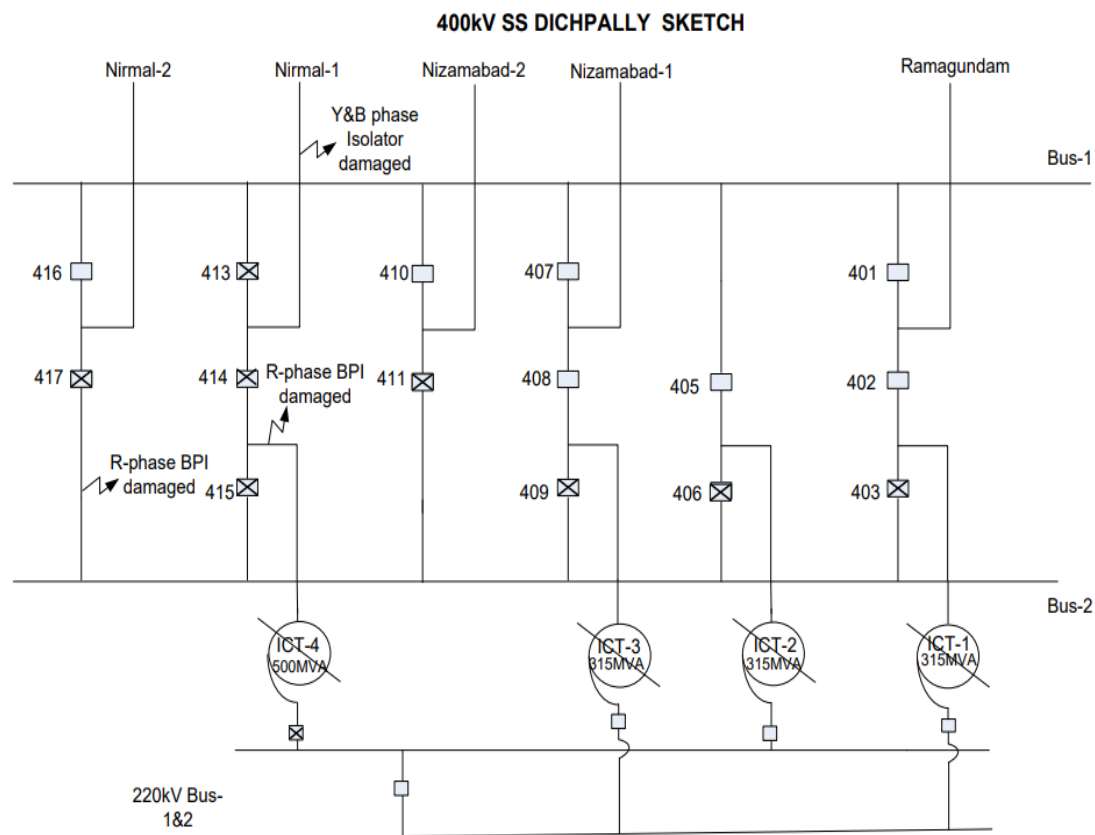 400kV SS DICHPALLY SKETCH
Nirmal-2
Nirmal-1
Nizamabad-2
Nizamabad-1
Ramagundam
Y&B phase
Isolator
damaged
Bus-1
416
413
410
407
401
417
414
R-phase BPI
damaged
411
408
405
402
R-phase BPI
damaged
415
409
406
403
Bus-2
ICT-4
500MVA
ICT-3
315MVA
ICT-2
315MVA
ICT-1
315MVA
220kV Bus-
1&2